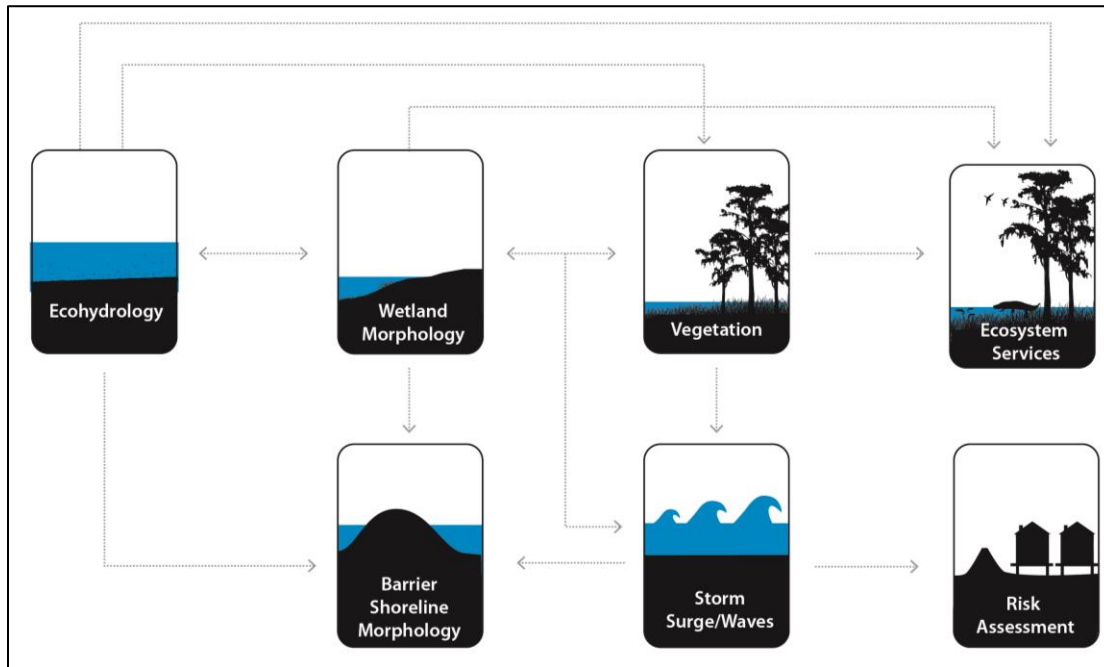 Ecohydrology
Wetland
Morphology
Vegetation
Ecosystem
Services
Barrier
Shoreline
Morphology
Storm
Surge/Waves
Risk
Assessment